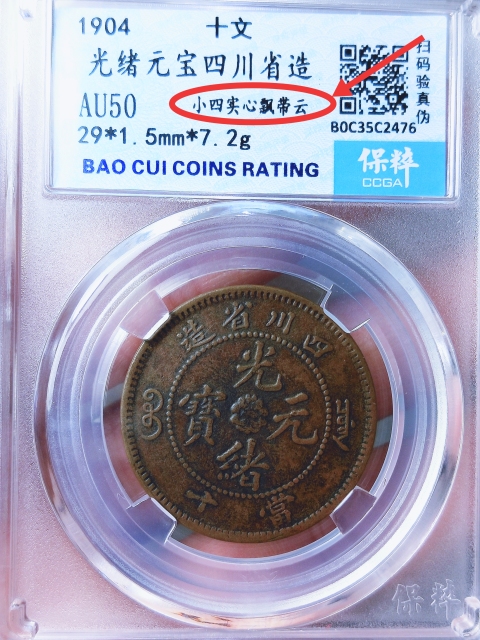 1904 十文
光绪元宝四川省造
AU50 小四实心飘带云
29*1.5mm*7.2g
BAO CUI COINS RATING
扫码验真伪
B0C35C2476
保粹
CCGA
造省川四
光緒元寶
十當
保粹